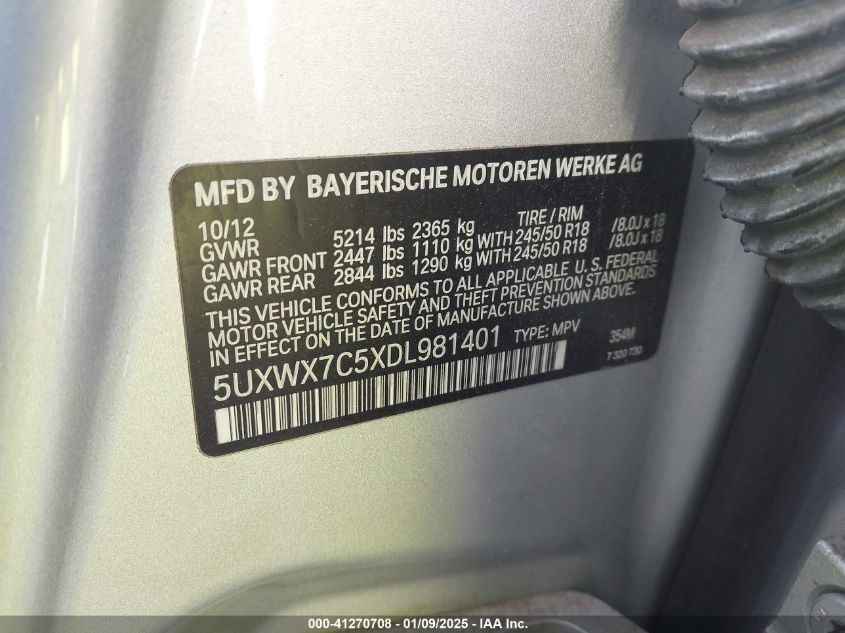 MFD BY BAYERISCHE MOTOREN WERKE AG
10/12 TIRE / RIM
GVWR 5214 lbs 2365 kg
GAWR FRONT 2447 lbs 1110 kg WITH 245/50 R18 /8.0J x 18
GAWR REAR 2844 lbs 1290 kg WITH 245/50 R18 /8.0J x 18
THIS VEHICLE CONFORMS TO ALL APPLICABLE U. S. FEDERAL
MOTOR VEHICLE SAFETY AND THEFT PREVENTION STANDARDS
IN EFFECT ON THE DATE OF MANUFACTURE SHOWN ABOVE.
5UXWX7C5XDL981401 TYPE: MPV 354M
7 320 730
000-41270708 - 01/09/2025 - IAA Inc.